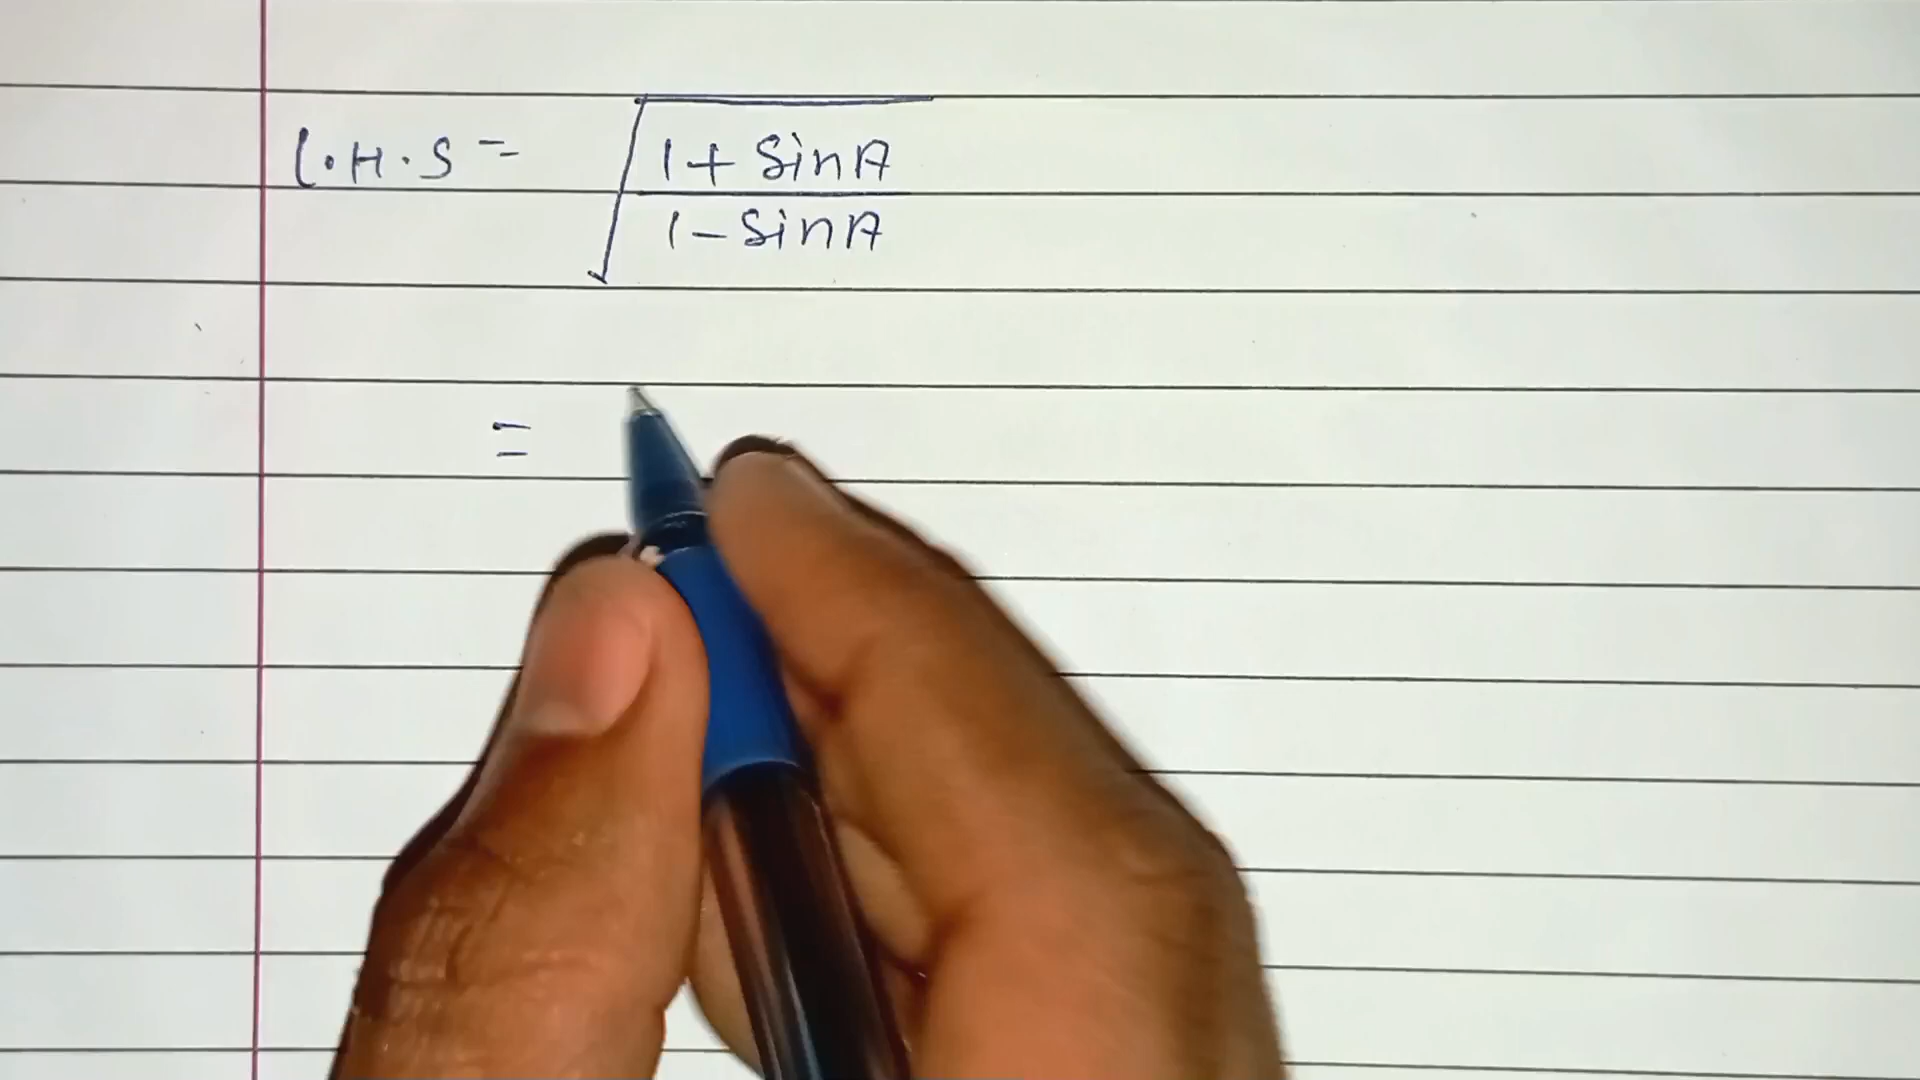 L.H.S = √(1 + sinA / 1 - sinA)
=